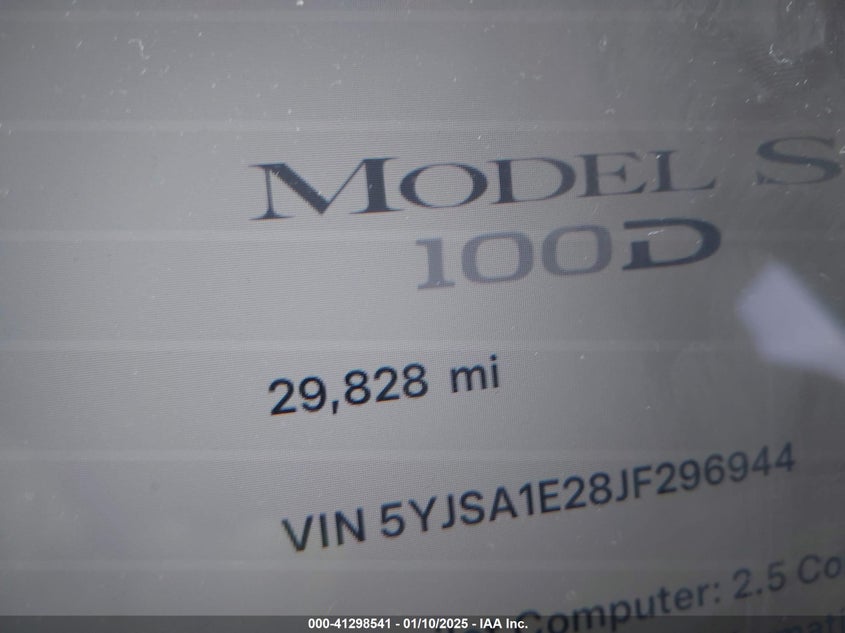 MODEL S
100D
29,828 mi
VIN 5YJSA1E28JF296944
Computer: 2.5 Co
000-41298541 - 01/10/2025 - IAA Inc.